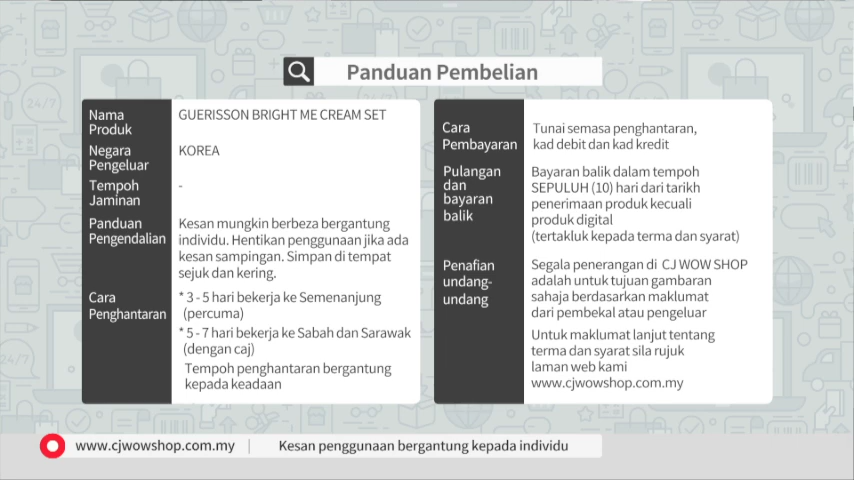 Panduan Pembelian
Nama
Produk
GUERISSON BRIGHT ME CREAM SET
Negara
Pengeluar
KOREA
Tempoh
Jaminan
-
Panduan
Pengendalian
Kesan mungkin berbeza bergantung
individu. Hentikan penggunaan jika ada
kesan sampingan. Simpan di tempat
sejuk dan kering.
Cara
Penghantaran
* 3 - 5 hari bekerja ke Semenanjung
(percuma)
* 5 - 7 hari bekerja ke Sabah dan Sarawak
(dengan caj)
Tempoh penghantaran bergantung
kepada keadaan
Cara
Pembayaran
Tunai semasa penghantaran,
kad debit dan kad kredit
Pulangan
dan
bayaran
balik
Bayaran balik dalam tempoh
SEPULUH (10) hari dari tarikh
penerimaan produk kecuali
produk digital
(tertakluk kepada terma dan syarat)
Penafian
undang-
undang
Segala penerangan di CJ WOW SHOP
adalah untuk tujuan gambaran
sahaja berdasarkan maklumat
dari pembekal atau pengeluar
Untuk maklumat lanjut tentang
terma dan syarat sila rujuk
laman web kami
www.cjwowshop.com.my
24/7
24/7
www.cjwowshop.com.my | Kesan penggunaan bergantung kepada individu